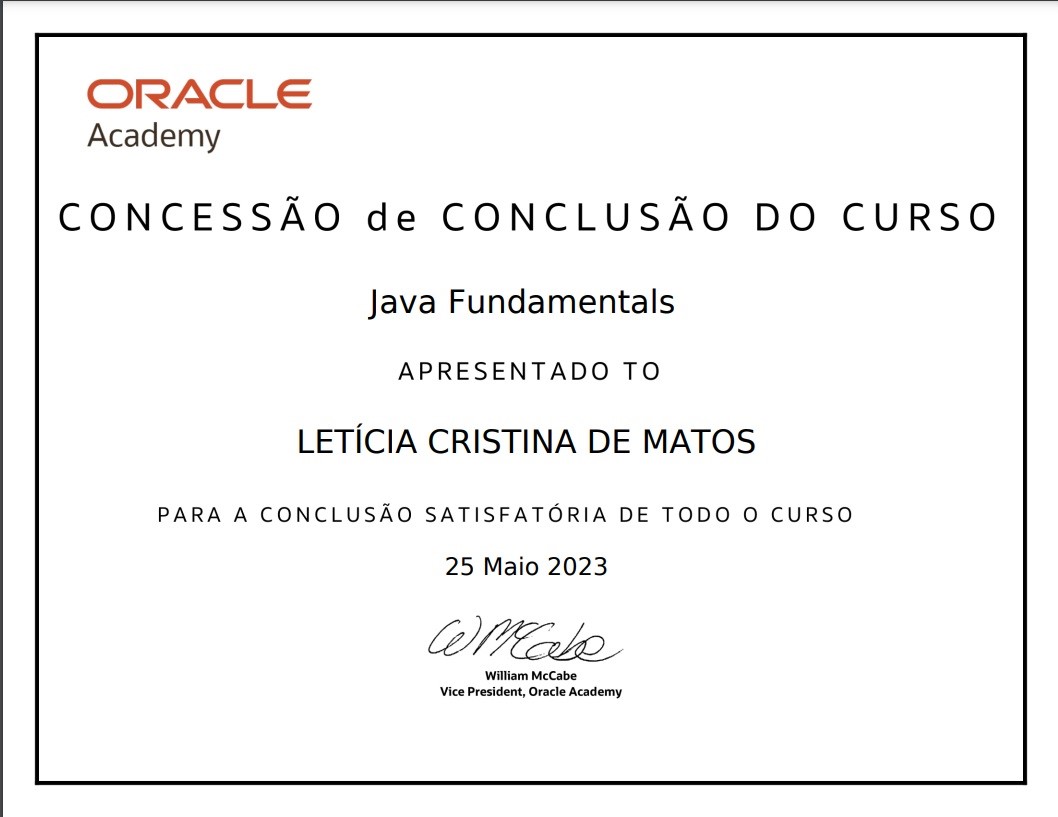 ORACLE
Academy
CONCESSÃO de CONCLUSÃO DO CURSO
Java Fundamentals
APRESENTADO TO
LETÍCIA CRISTINA DE MATOS
PARA A CONCLUSÃO SATISFATÓRIA DE TODO O CURSO
25 Maio 2023
W McCabe
William McCabe
Vice President, Oracle Academy